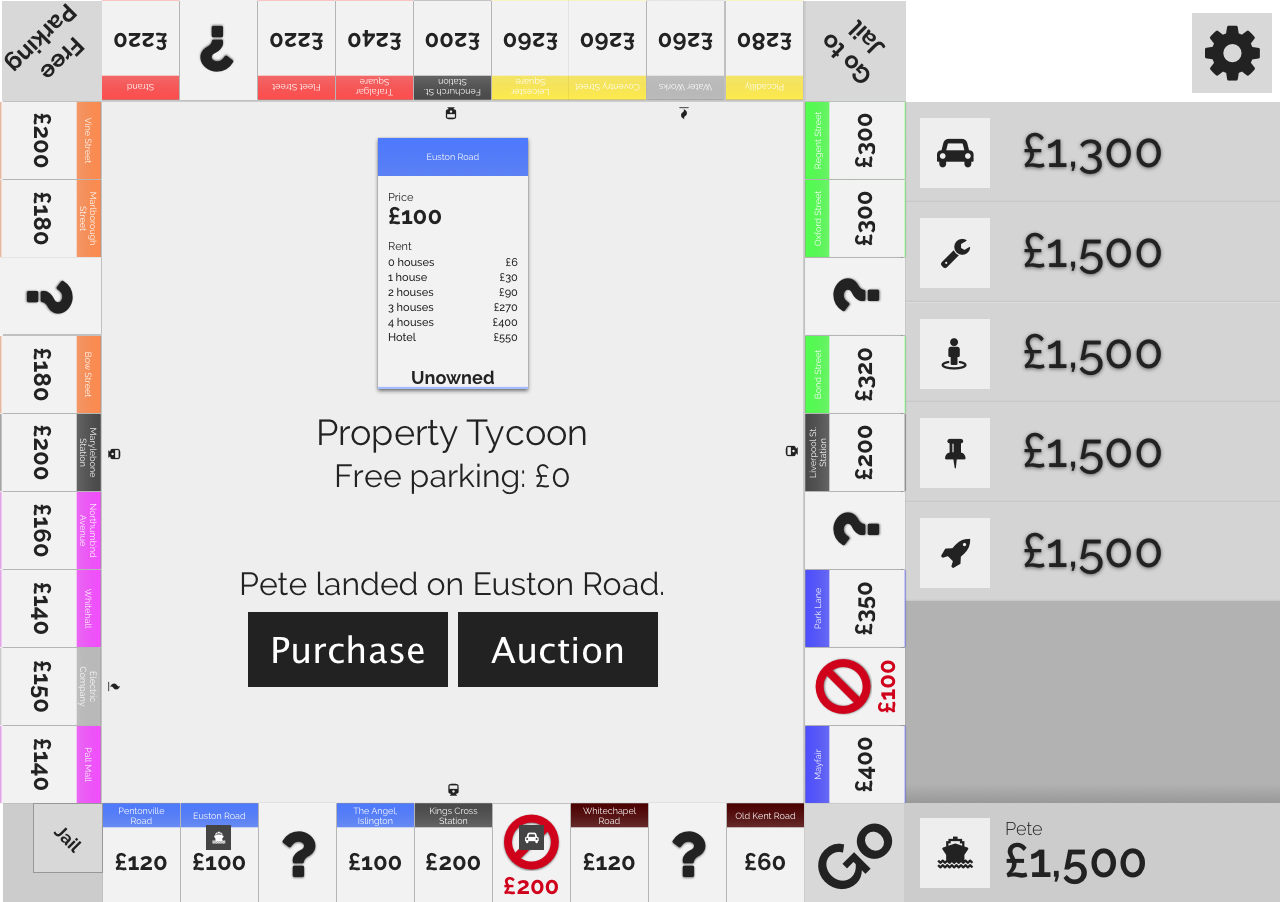 Free
Parking
£220
Strand
?
£220
Fleet Street
£240
Trafalgar
Square
£200
Fenchurch St.
Station
£260
Leicester
Square
£260
Coventry Street
£260
Water Works
£280
Piccadilly
Go to
Jail
£200
Vine Street
£180
Marlborough
Street
?
£180
Bow Street
£200
Marylebone
Station
£160
Northumbnd
Avenue
£140
Whitehall
£150
Electric
Company
£140
Pall Mall
Euston Road
Price
£100
Rent
0 houses £6
1 house £30
2 houses £90
3 houses £270
4 houses £400
Hotel £550
Unowned
Property Tycoon
Free parking: £0
Pete landed on Euston Road.
Purchase
Auction
Regent Street
£300
Oxford Street
£300
?
Bond Street
£320
Liverpool St.
Station
£200
?
Park Lane
£350
£100
Mayfair
£400
Jail
Pentonville
Road
£120
Euston Road
£100
?
The Angel,
Islington
£100
Kings Cross
Station
£200
£200
Whitechapel
Road
£120
?
Old Kent Road
£60
Go
£1,300
£1,500
£1,500
£1,500
£1,500
Pete
£1,500